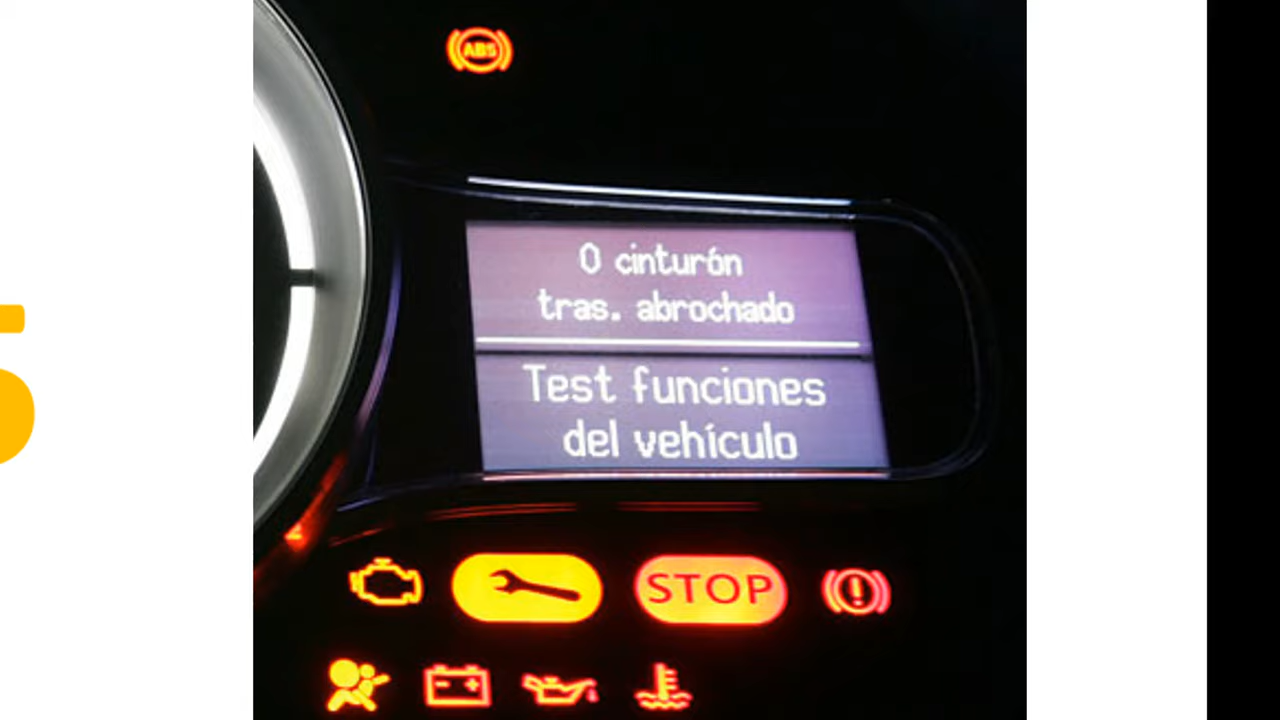 ABS
0 cinturón
tras. abrochado
Test funciones
del vehículo
STOP